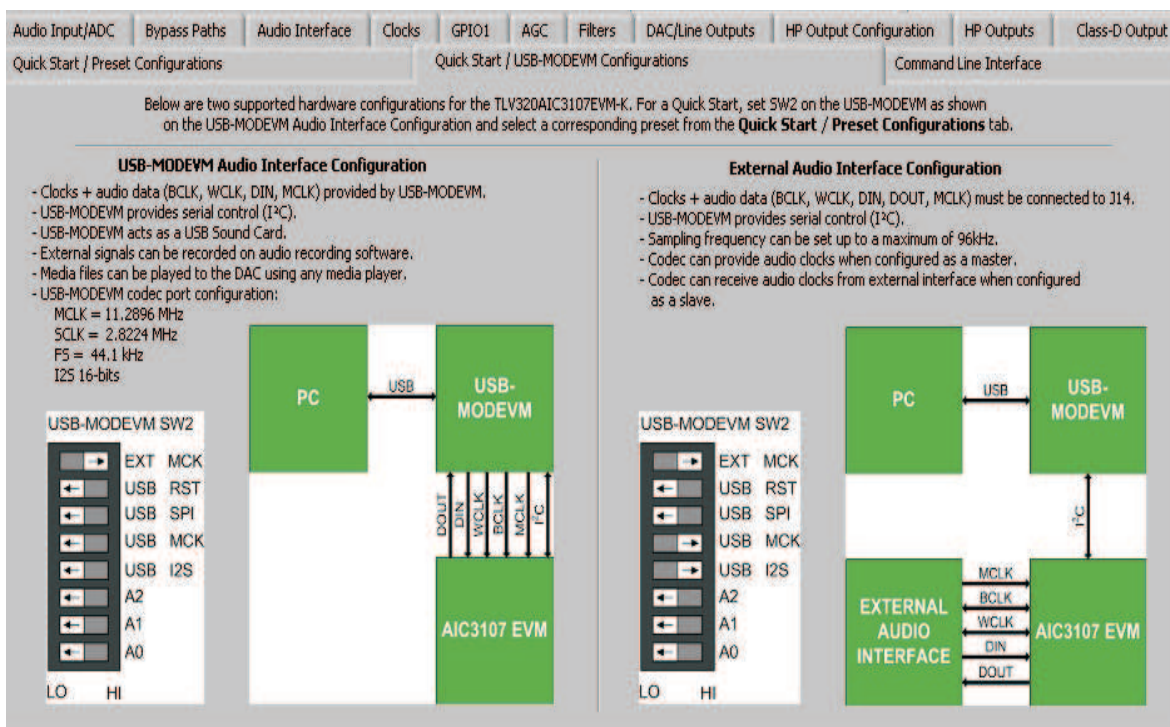 Audio Input/ADC
Bypass Paths
Audio Interface
Clocks
GPIO1
AGC
Filters
DAC/Line Outputs
HP Output Configuration
HP Outputs
Class-D Output
Quick Start / Preset Configurations
Quick Start / USB-MODEVM Configurations
Command Line Interface
Below are two supported hardware configurations for the TLV320AIC3107EVM-K. For a Quick Start, set SW2 on the USB-MODEVM as shown
on the USB-MODEVM Audio Interface Configuration and select a corresponding preset from the Quick Start / Preset Configurations tab.
USB-MODEVM Audio Interface Configuration
- Clocks + audio data (BCLK, WCLK, DIN, MCLK) provided by USB-MODEVM.
- USB-MODEVM provides serial control (I²C).
- USB-MODEVM acts as a USB Sound Card.
- External signals can be recorded on audio recording software.
- Media files can be played to the DAC using any media player.
- USB-MODEVM codec port configuration:
MCLK = 11.2896 MHz
SCLK = 2.8224 MHz
FS = 44.1 kHz
I2S 16-bits
USB-MODEVM SW2
EXT MCK
USB RST
USB SPI
USB MCK
USB I2S
A2
A1
A0
LO HI
PC
USB
USB-
MODEVM
DOUT
DIN
WCLK
BCLK
MCLK
I²C
AIC3107 EVM
External Audio Interface Configuration
- Clocks + audio data (BCLK, WCLK, DIN, DOUT, MCLK) must be connected to J14.
- USB-MODEVM provides serial control (I²C).
- Sampling frequency can be set up to a maximum of 96kHz.
- Codec can provide audio clocks when configured as a master.
- Codec can receive audio clocks from external interface when configured
as a slave.
USB-MODEVM SW2
EXT MCK
USB RST
USB SPI
USB MCK
USB I2S
A2
A1
A0
LO HI
PC
USB
USB-
MODEVM
I²C
EXTERNAL
AUDIO
INTERFACE
MCLK
BCLK
WCLK
DIN
DOUT
AIC3107 EVM